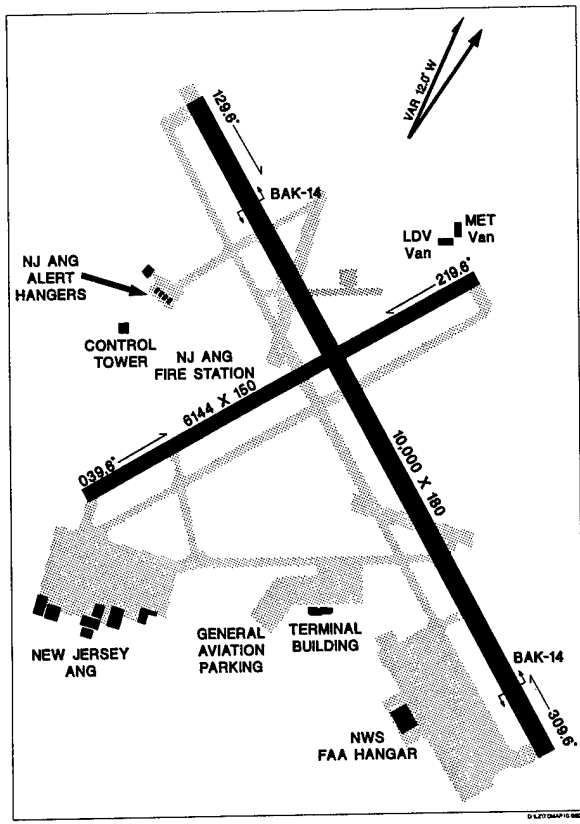 VAR 12.0° W
129.6°
BAK-14
MET
Van
LDV
Van
NJ ANG
ALERT
HANGERS
219.6°
CONTROL
TOWER
NJ ANG
FIRE STATION
6144 X 150
039.6°
10,000 X 180
NEW JERSEY
ANG
GENERAL
AVIATION
PARKING
TERMINAL
BUILDING
BAK-14
309.6°
NWS
FAA HANGAR